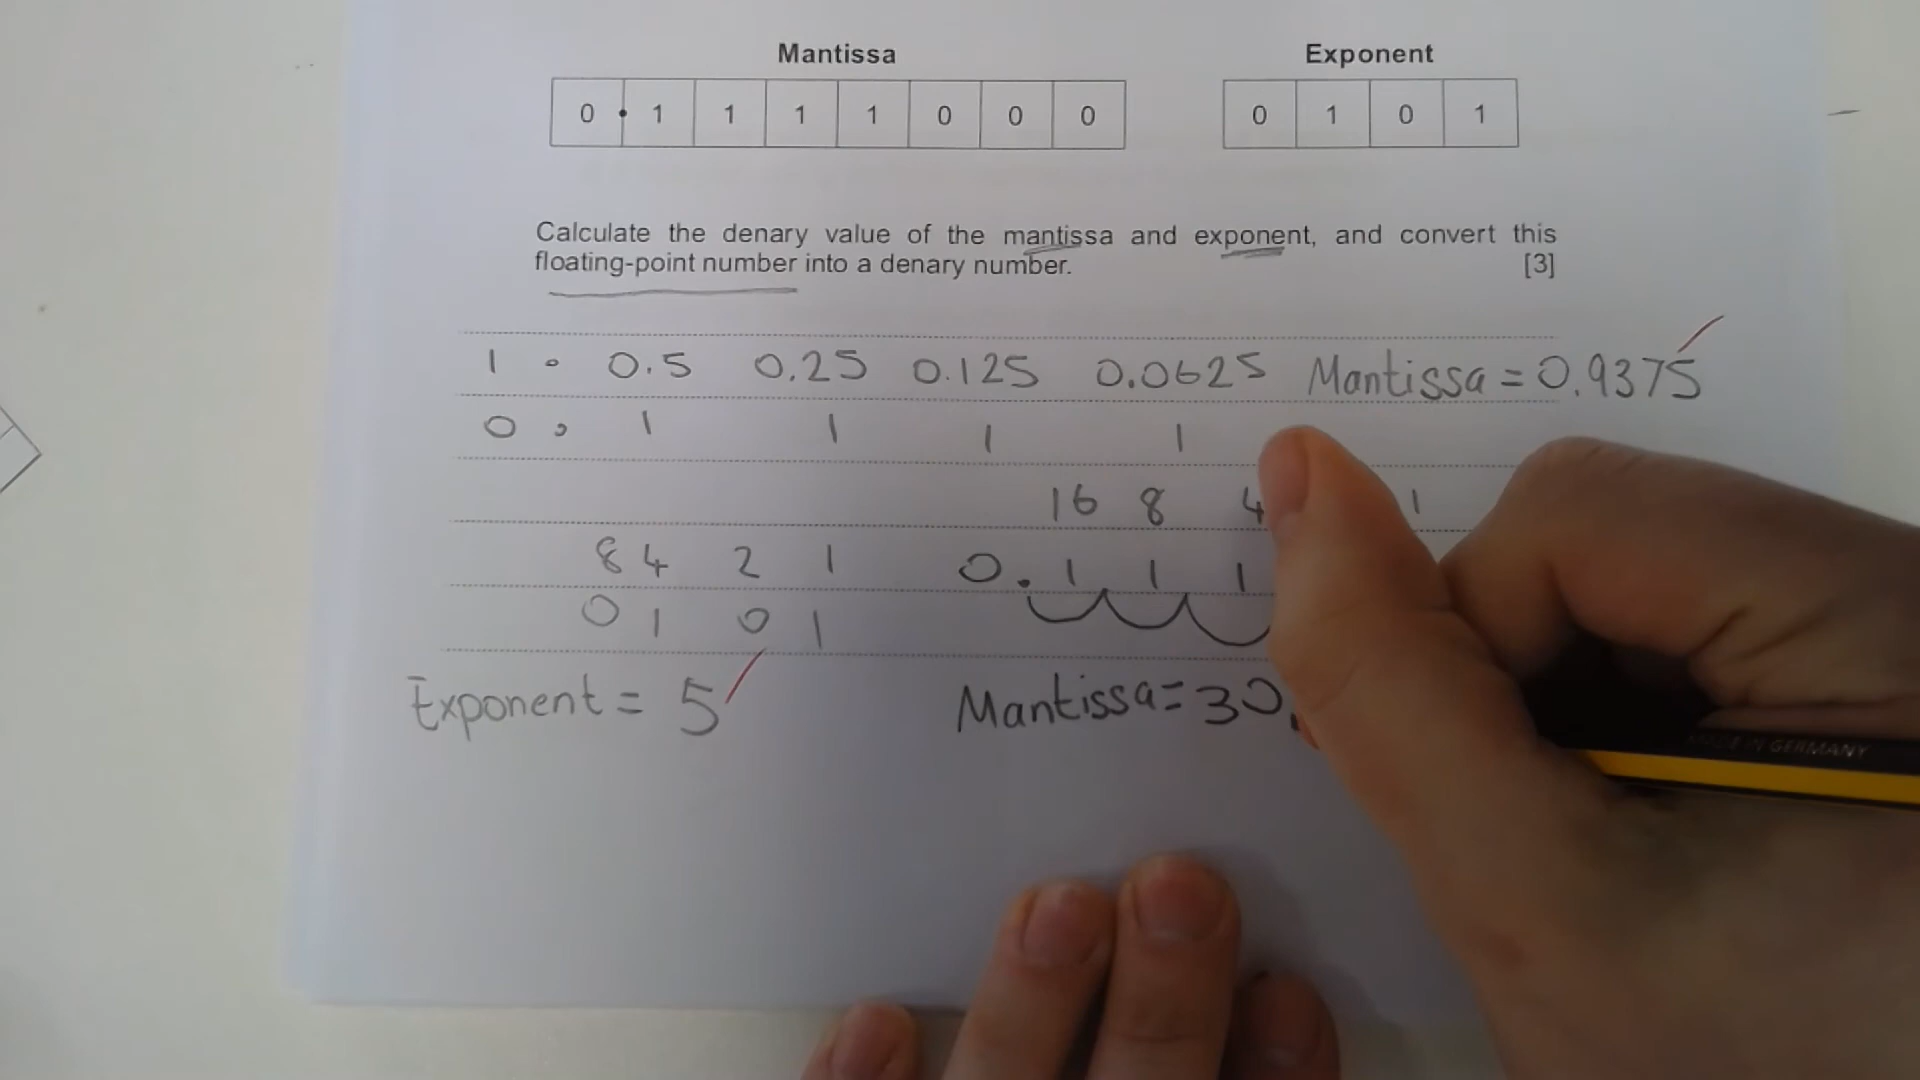 Mantissa Exponent
0 . 1 1 1 1 0 0 0 0 1 0 1
Calculate the denary value of the mantissa and exponent, and convert this
floating-point number into a denary number. [3]
1 . 0.5 0.25 0.125 0.0625 Mantissa = 0.9375
0 . 1 1 1 1
16 8 4 1
8 4 2 1 0.1 1 1
0 1 0 1
Exponent = 5 Mantissa = 30.
MADE IN GERMANY